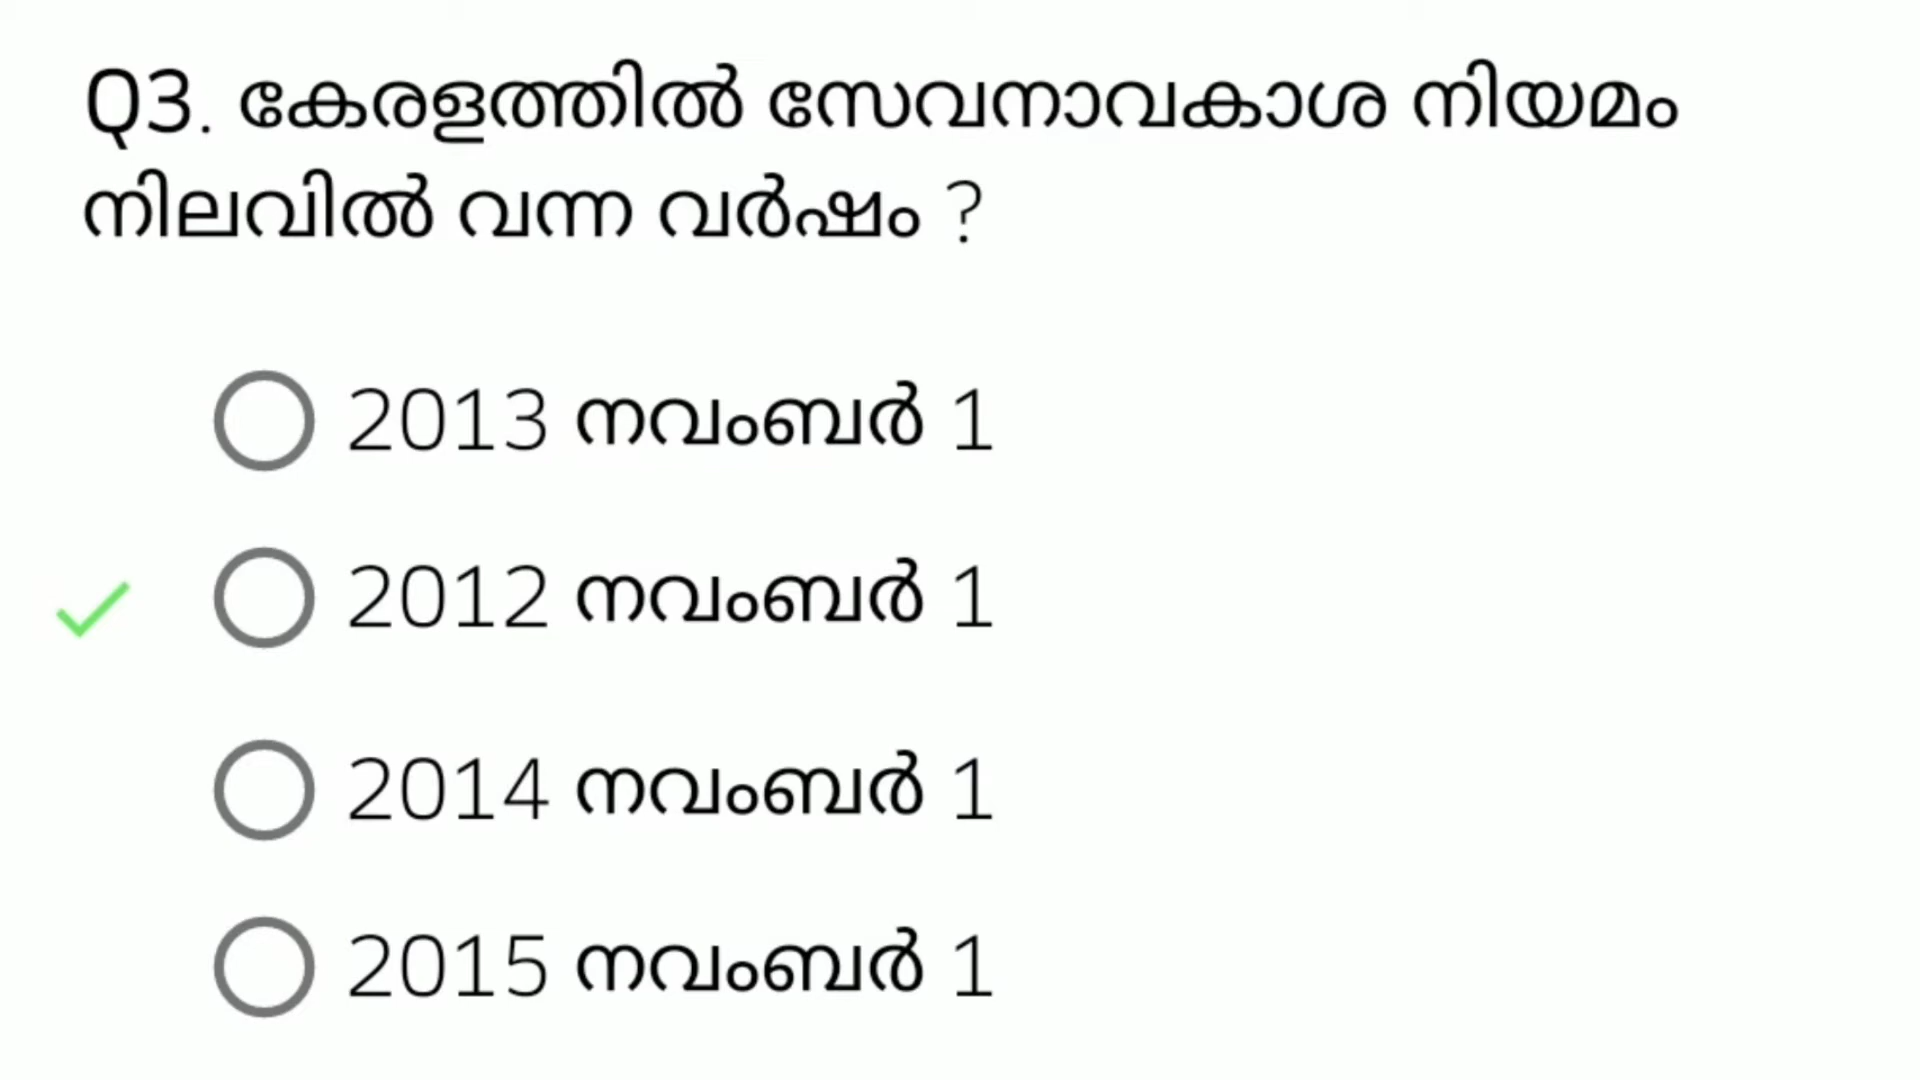 Q3. കേരളത്തിൽ സേവനാവകാശ നിയമം
നിലവിൽ വന്ന വർഷം ?
2013 നവംബർ 1
2012 നവംബർ 1
2014 നവംബർ 1
2015 നവംബർ 1